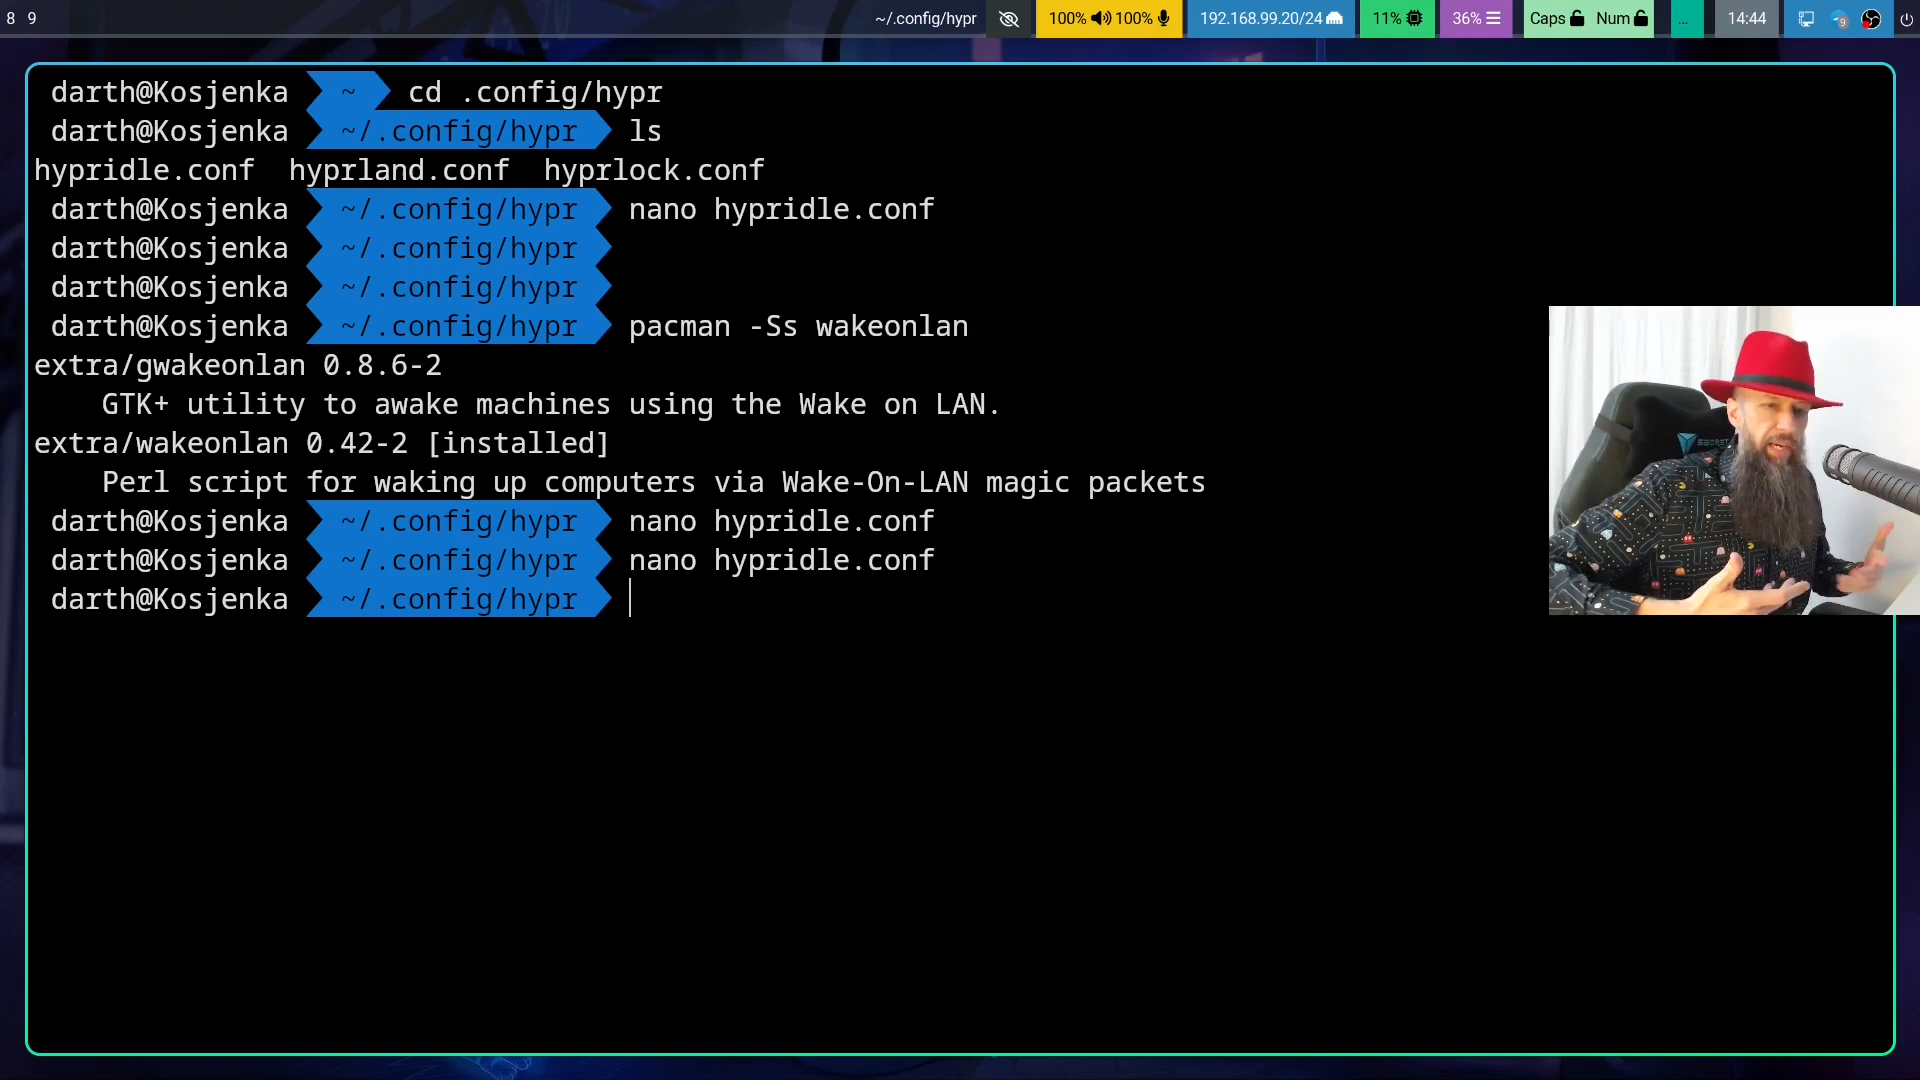 8 9 ~/.config/hypr 100% 100% 192.168.99.20/24 11% 36% Caps Num ... 14:44 9
darth@Kosjenka ~ cd .config/hypr
darth@Kosjenka ~/.config/hypr ls
hypridle.conf hyprland.conf hyprlock.conf
darth@Kosjenka ~/.config/hypr nano hypridle.conf
darth@Kosjenka ~/.config/hypr
darth@Kosjenka ~/.config/hypr
darth@Kosjenka ~/.config/hypr pacman -Ss wakeonlan
extra/gwakeonlan 0.8.6-2
GTK+ utility to awake machines using the Wake on LAN.
extra/wakeonlan 0.42-2 [installed]
Perl script for waking up computers via Wake-On-LAN magic packets
darth@Kosjenka ~/.config/hypr nano hypridle.conf
darth@Kosjenka ~/.config/hypr nano hypridle.conf
darth@Kosjenka ~/.config/hypr